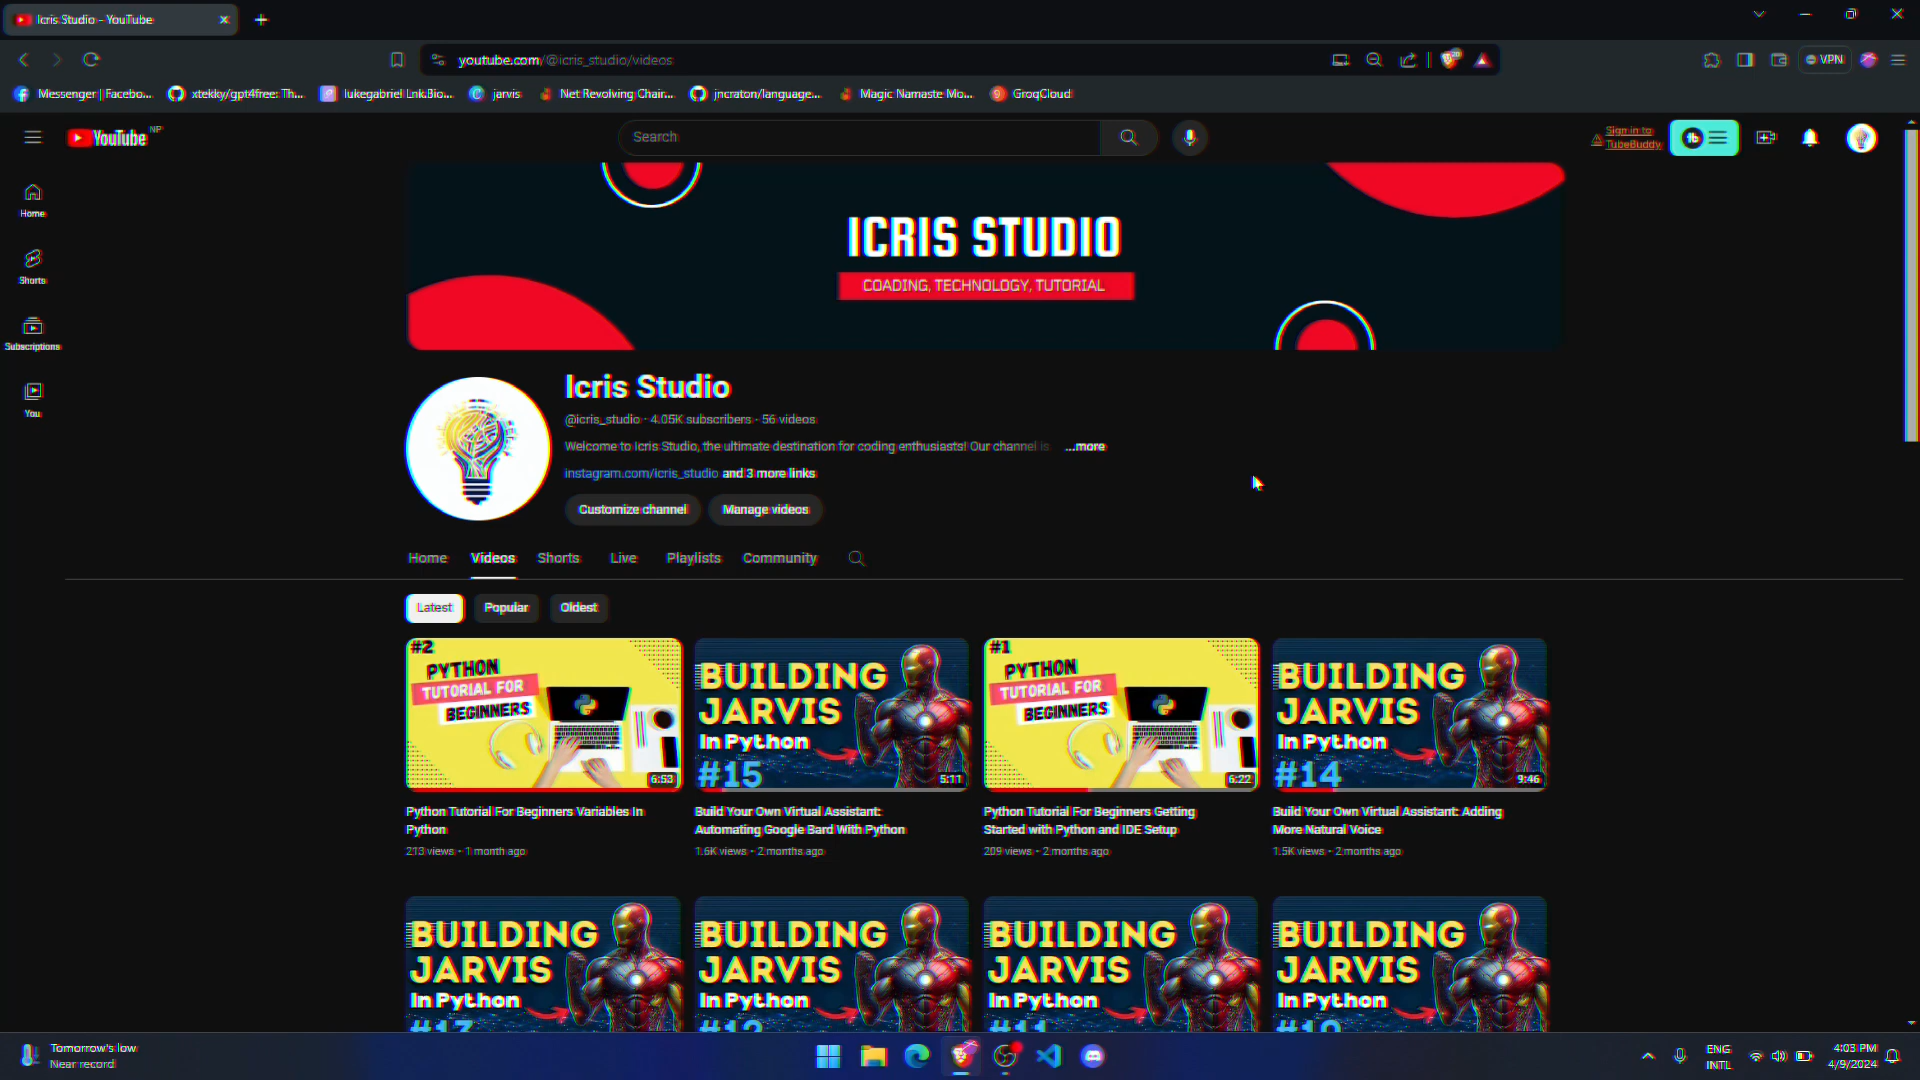 Icris Studio - YouTube
youtube.com/@icris_studio/videos
VPN
Messenger | Facebo...
xtekky/gpt4free: Th...
lukegabriel Lnk.Bio...
jarvis
Net Revolving Chair...
jncraton/language...
Magic Namaste Mo...
GroqCloud
YouTube NP
Search
Sign in to
TubeBuddy
Home
Shorts
Subscriptions
You
ICRIS STUDIO
COADING, TECHNOLOGY, TUTORIAL
Icris Studio
@icris_studio · 4.05K subscribers · 56 videos
Welcome to Icris Studio, the ultimate destination for coding enthusiasts! Our channel is ...more
instagram.com/icris_studio and 3 more links
Customize channel
Manage videos
Home
Videos
Shorts
Live
Playlists
Community
Latest
Popular
Oldest
#2
PYTHON
TUTORIAL FOR
BEGINNERS
6:53
Python Tutorial For Beginners Variables In
Python
213 views · 1 month ago
BUILDING
JARVIS
In Python
#15
5:11
Build Your Own Virtual Assistant:
Automating Google Bard With Python
1.6K views · 2 months ago
#1
PYTHON
TUTORIAL FOR
BEGINNERS
6:22
Python Tutorial For Beginners Getting
Started with Python and IDE Setup
209 views · 2 months ago
BUILDING
JARVIS
In Python
#14
9:46
Build Your Own Virtual Assistant: Adding
More Natural Voice
1.5K views · 2 months ago
BUILDING
JARVIS
In Python
#13
BUILDING
JARVIS
In Python
#12
BUILDING
JARVIS
In Python
#11
BUILDING
JARVIS
In Python
#10
Tomorrow's low
Near record
ENG
INTL
4:03 PM
4/9/2024